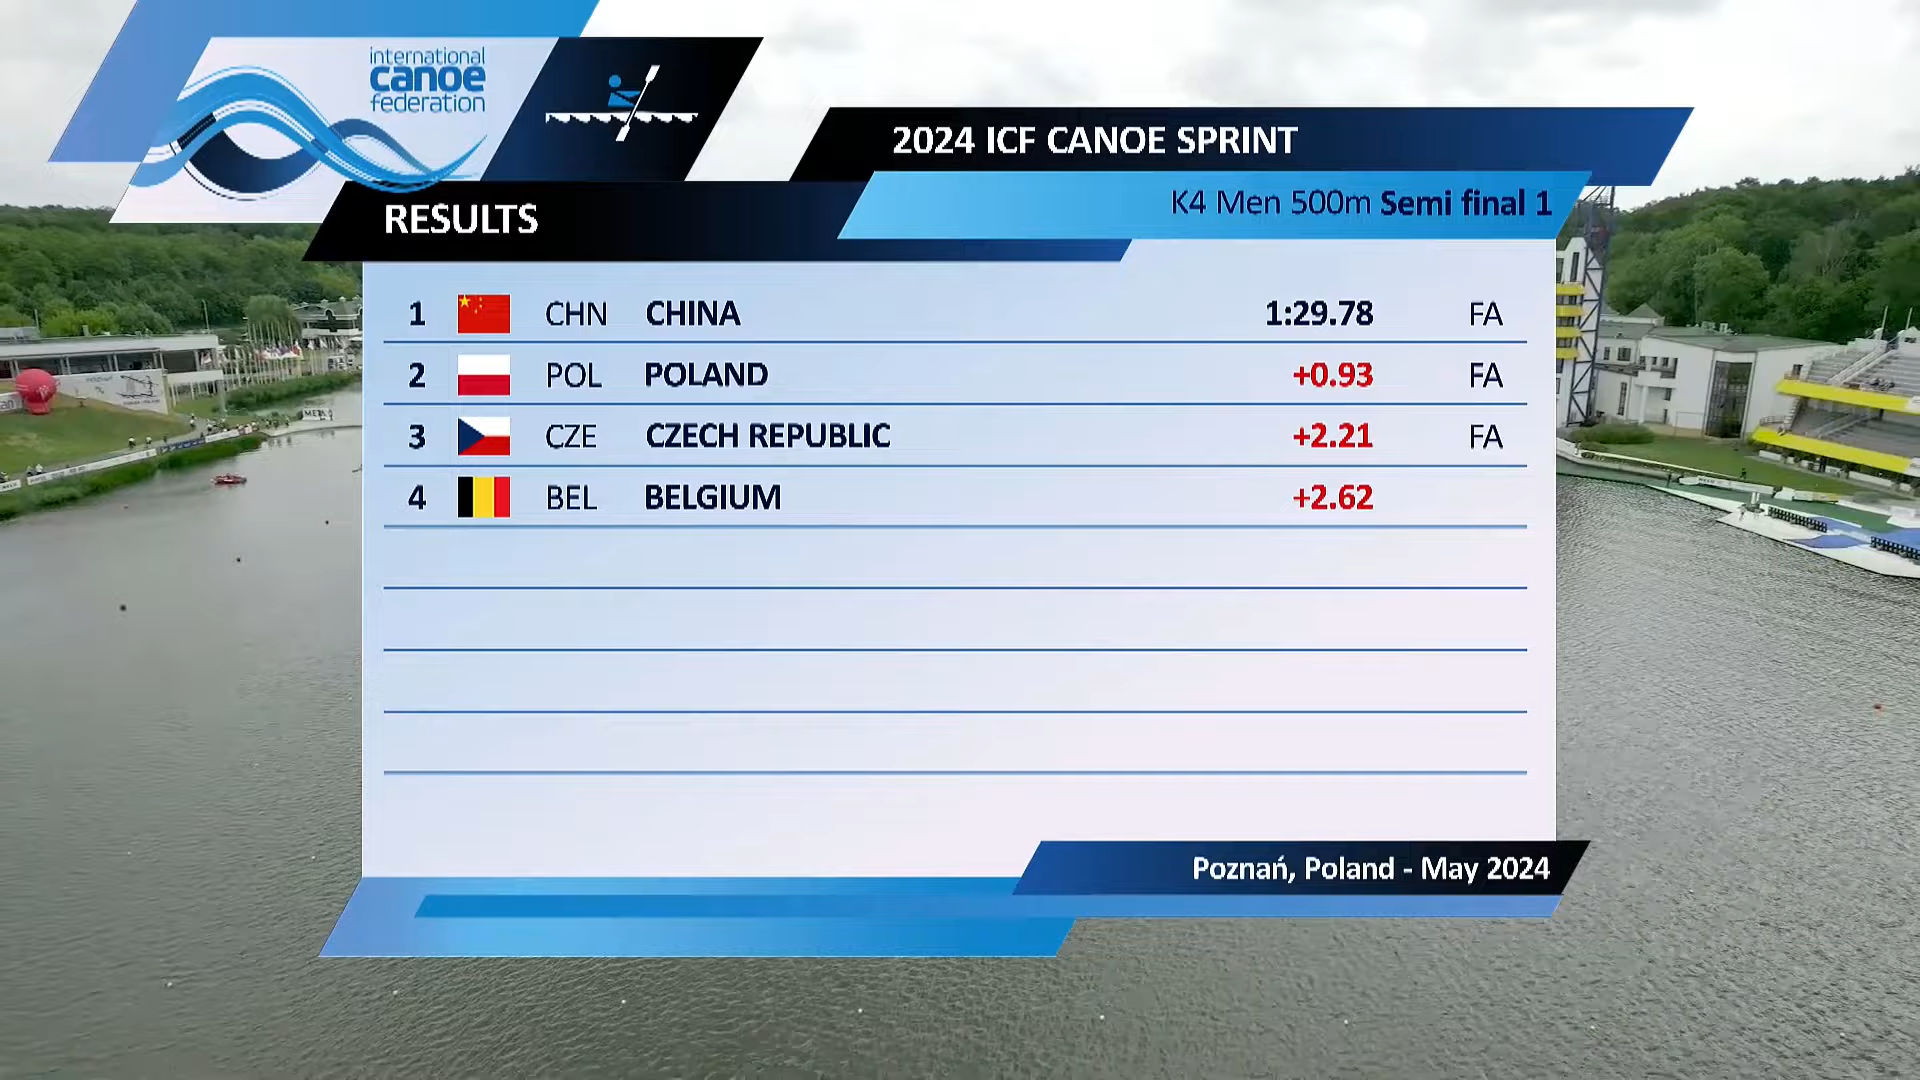 international
canoe
federation
2024 ICF CANOE SPRINT
K4 Men 500m Semi final 1
RESULTS
1 CHN CHINA 1:29.78 FA
2 POL POLAND +0.93 FA
3 CZE CZECH REPUBLIC +2.21 FA
4 BEL BELGIUM +2.62
Poznań, Poland - May 2024